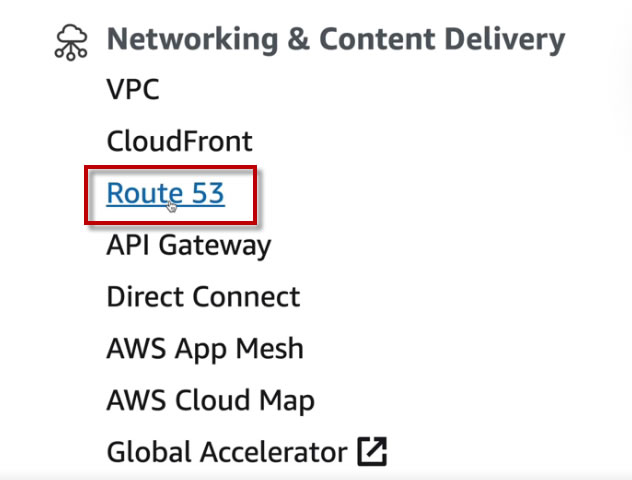 Networking & Content Delivery
VPC
CloudFront
Route 53
API Gateway
Direct Connect
AWS App Mesh
AWS Cloud Map
Global Accelerator